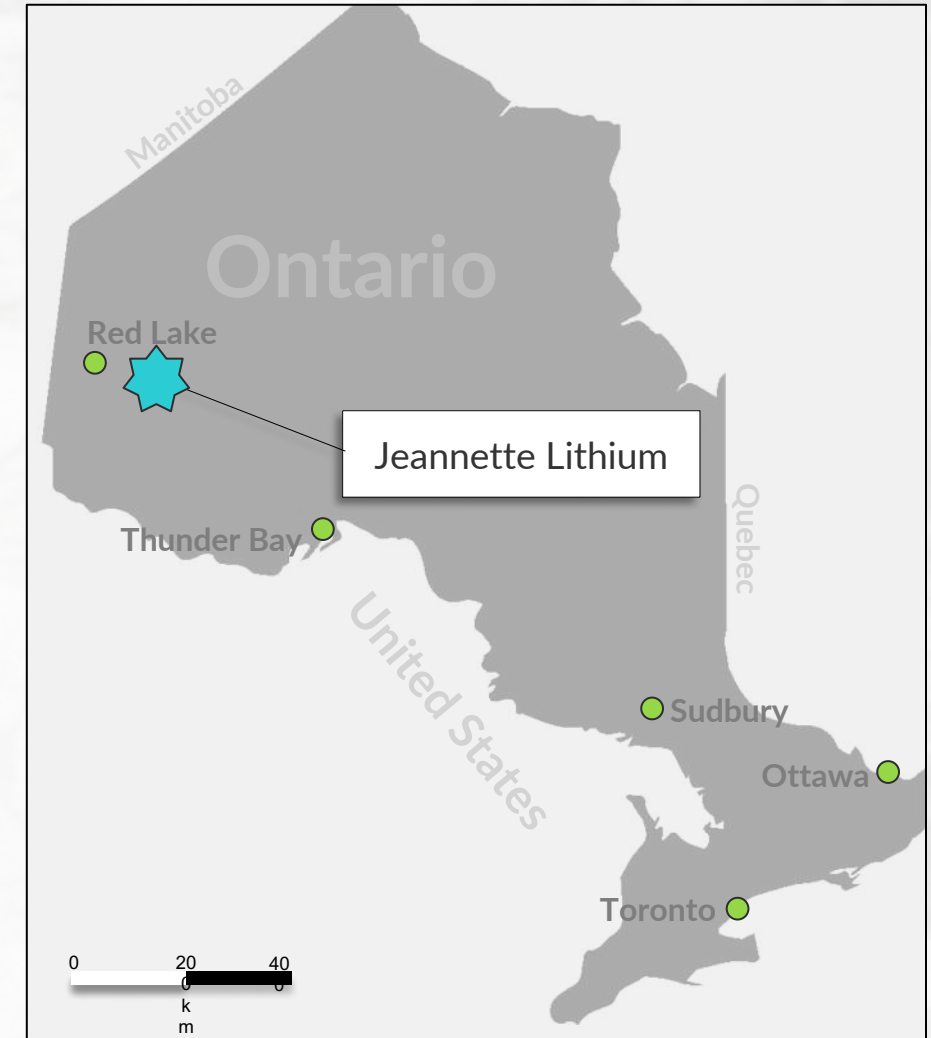 Manitoba
Ontario
Red Lake
Jeannette Lithium
Quebec
Thunder Bay
United States
Sudbury
Ottawa
Toronto
0
20
0
k
m
40
0